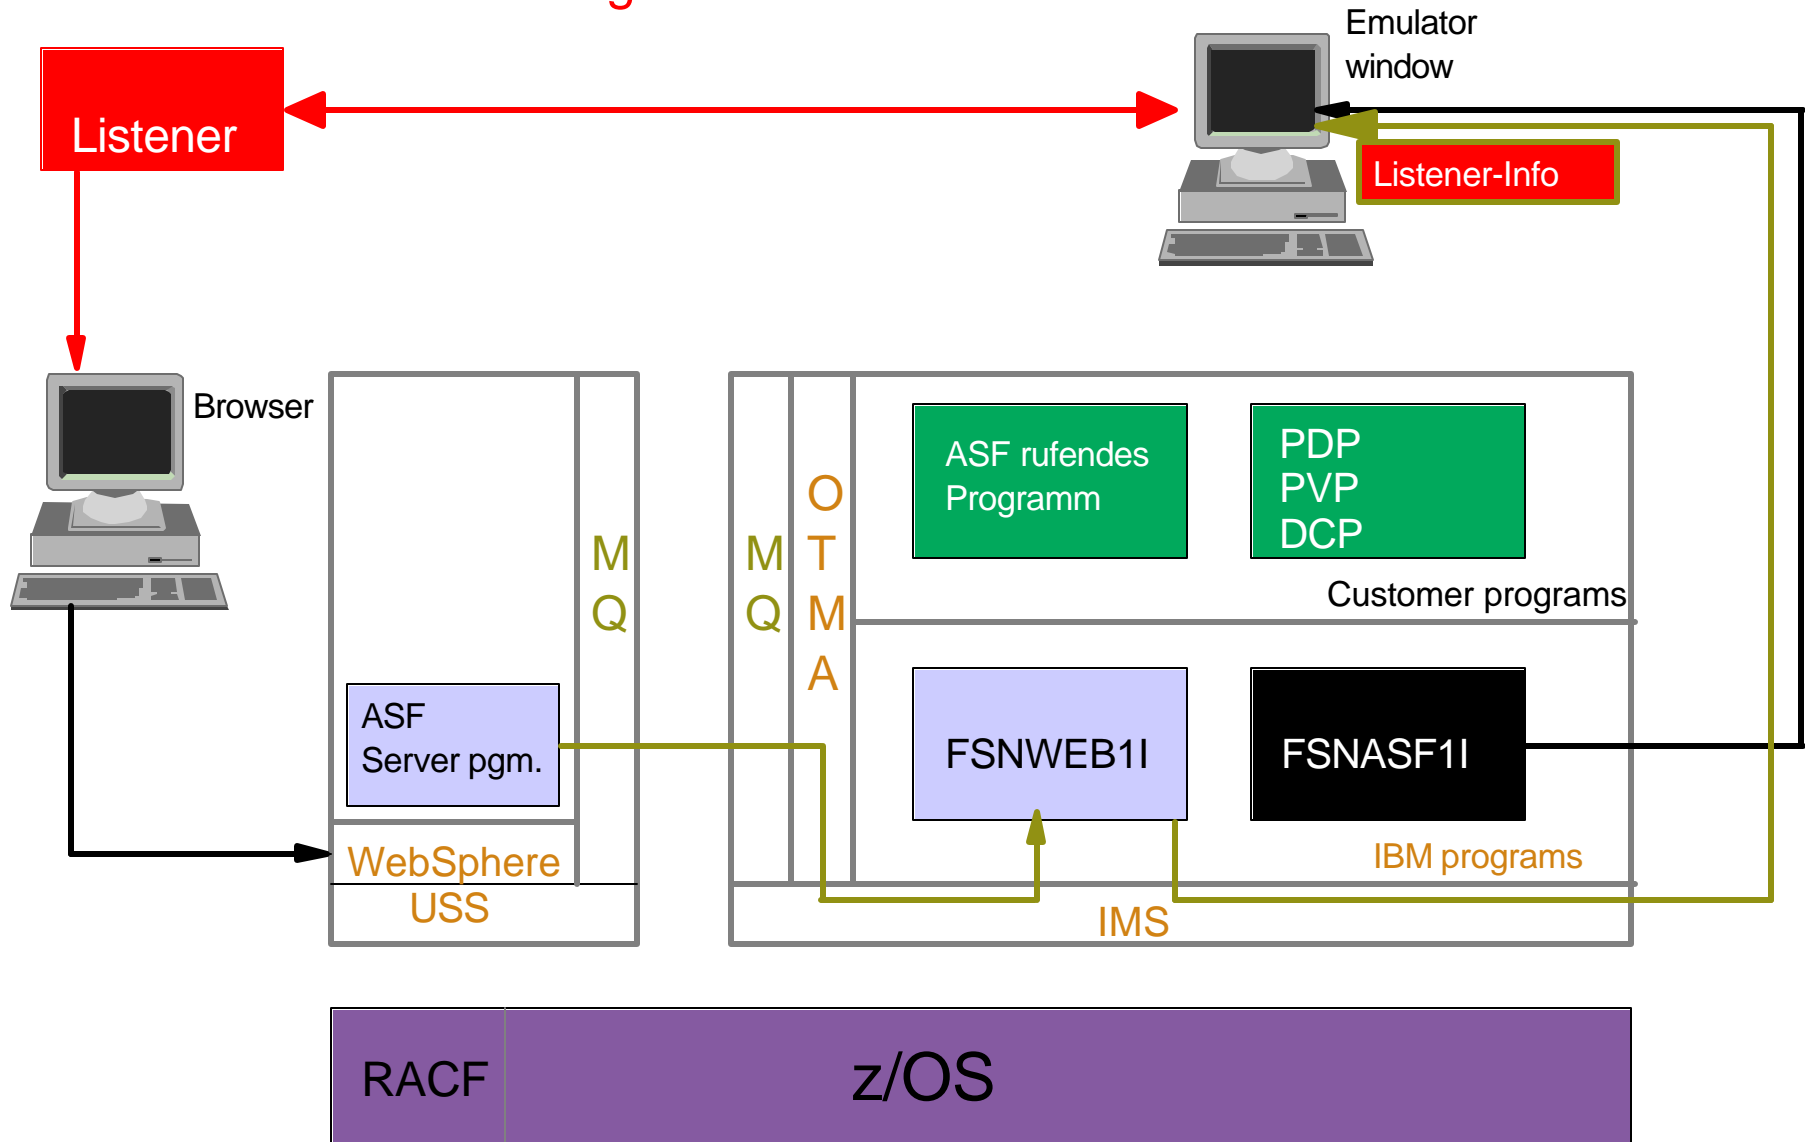 Emulator
window
Listener
Listener-Info
Browser
ASF rufendes
Programm
PDP
PVP
DCP
O
T
M
A
M
Q
M
Q
Customer programs
ASF
Server pgm.
FSNWEB1I
FSNASF1I
WebSphere
USS
IBM programs
IMS
RACF
z/OS